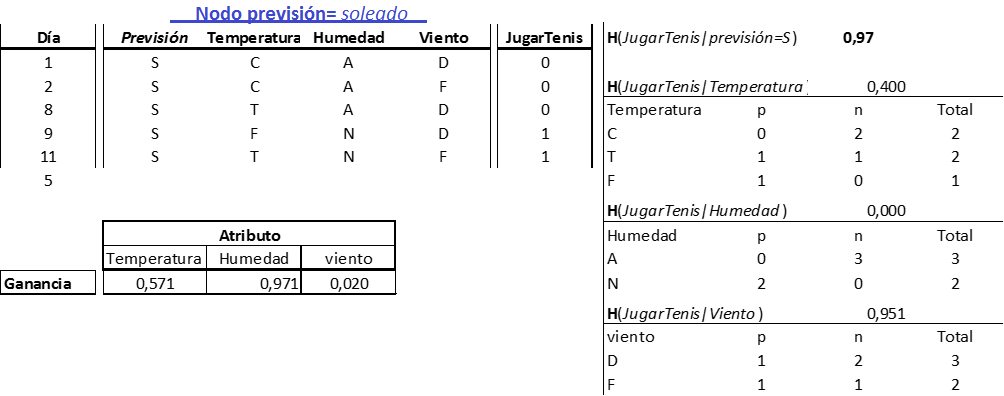 Nodo previsión= soleado
Día Previsión Temperatura Humedad Viento JugarTenis
1 S C A D 0
2 S C A F 0
8 S T A D 0
9 S F N D 1
11 S T N F 1
5
Atributo
Temperatura Humedad viento
Ganancia 0,571 0,971 0,020
H(JugarTenis|previsión=S) 0,97
H(JugarTenis|Temperatura) 0,400
Temperatura p n Total
C 0 2 2
T 1 1 2
F 1 0 1
H(JugarTenis|Humedad) 0,000
Humedad p n Total
A 0 3 3
N 2 0 2
H(JugarTenis|Viento) 0,951
viento p n Total
D 1 2 3
F 1 1 2